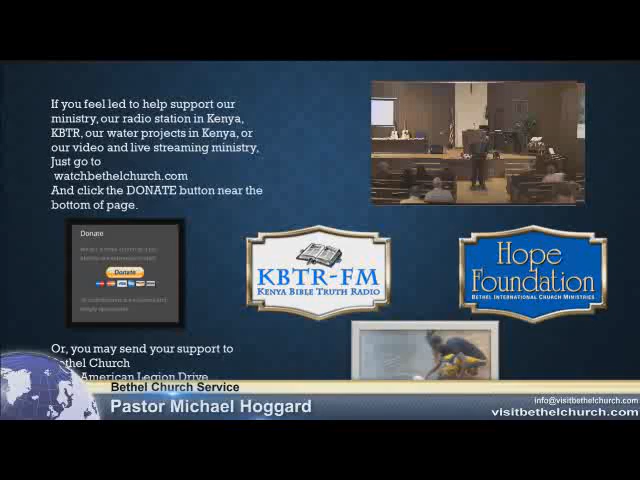 If you feel led to help support our
ministry, our radio station in Kenya,
KBTR, our water projects in Kenya, or
our video and live streaming ministry,
Just go to
watchbethelchurch.com
And click the DONATE button near the
bottom of page.
Donate
Donate
KBTR-FM
KENYA BIBLE TRUTH RADIO
Hope
Foundation
BETHEL INTERNATIONAL CHURCH MINISTRIES
Or, you may send your support to
Bethel Church
American Legion Drive
Bethel Church Service
Pastor Michael Hoggard
info@visitbethelchurch.com
visitbethelchurch.com